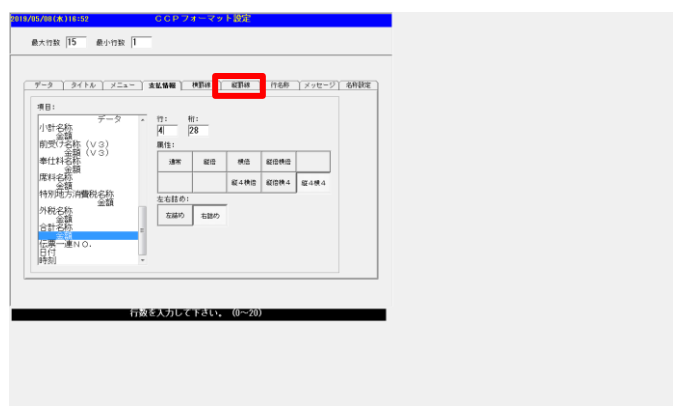 2019/05/08(水)16:52 CCPフォーマット設定
最大行数 15 最小行数 1
データ タイトル メニュー 支払情報 横罫線 縦罫線 行名称 メッセージ 名称設定
項目:
データ
小計名称
金額
前受け名称(V3)
金額(V3)
奉仕料名称
金額
席料名称
金額
特別地方消費税名称
金額
外税名称
金額
合計名称
金額
伝票一連NO.
日付
時刻
行: 桁:
4 28
属性:
通常 縦倍 横倍 縦倍横倍
縦4横倍 縦倍横4 縦4横4
左右詰め:
左詰め 右詰め
行数を入力して下さい。(0~20)